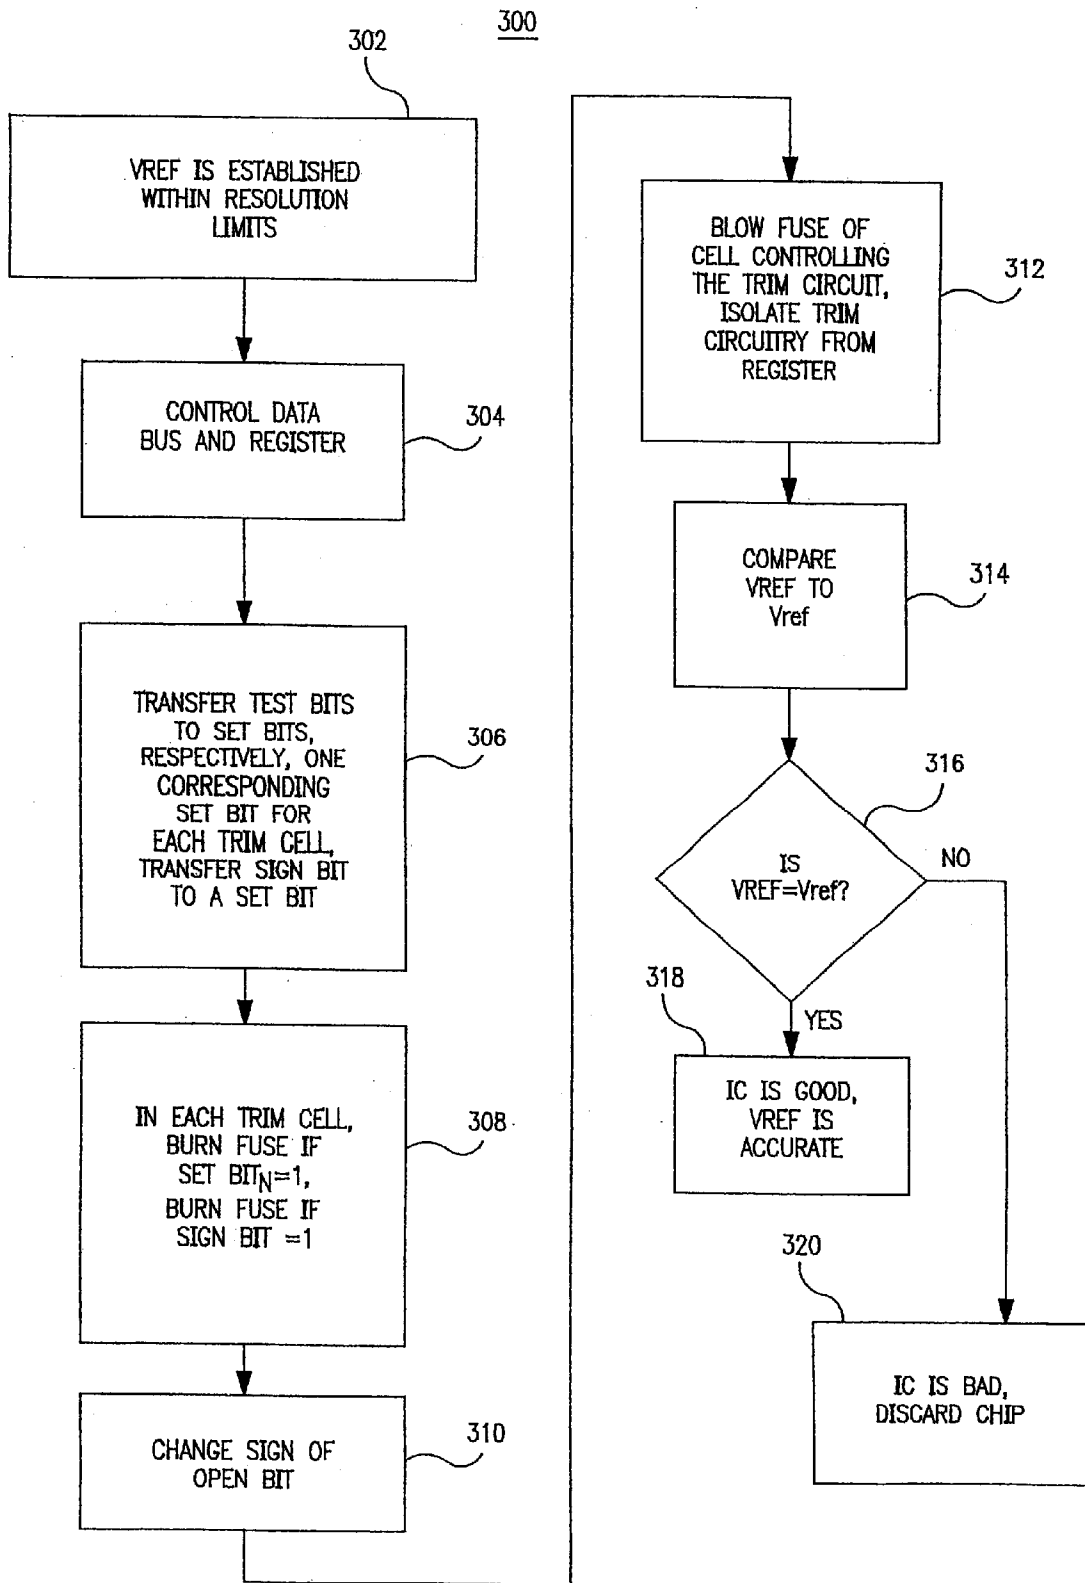 300
302
VREF IS ESTABLISHED
WITHIN RESOLUTION
LIMITS
CONTROL DATA
BUS AND REGISTER
304
TRANSFER TEST BITS
TO SET BITS,
RESPECTIVELY, ONE
CORRESPONDING
SET BIT FOR
EACH TRIM CELL,
TRANSFER SIGN BIT
TO A SET BIT
306
IN EACH TRIM CELL,
BURN FUSE IF
SET BITN=1,
BURN FUSE IF
SIGN BIT =1
308
CHANGE SIGN OF
OPEN BIT
310
BLOW FUSE OF
CELL CONTROLLING
THE TRIM CIRCUIT,
ISOLATE TRIM
CIRCUITRY FROM
REGISTER
312
COMPARE
VREF TO
Vref
314
316
IS
VREF=Vref?
NO
YES
318
IC IS GOOD,
VREF IS
ACCURATE
320
IC IS BAD,
DISCARD CHIP